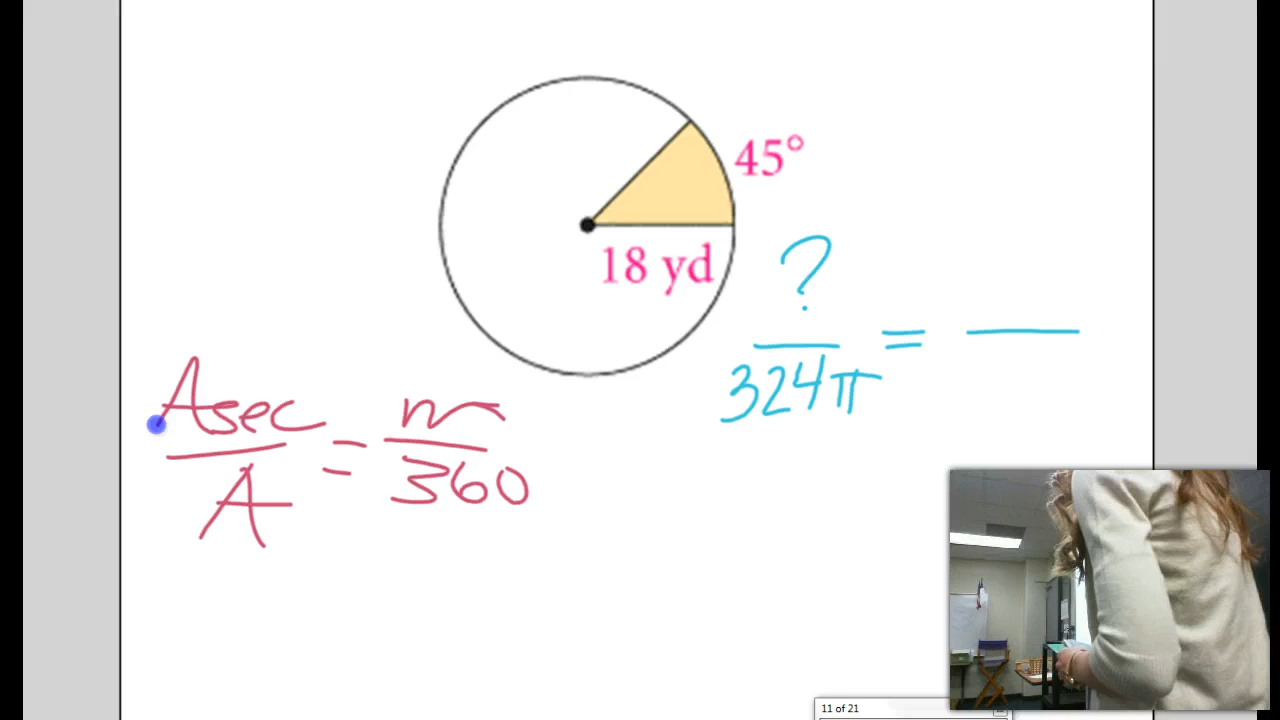 45°
18 yd
?
324π = 
Asec = m
A 360
11 of 21